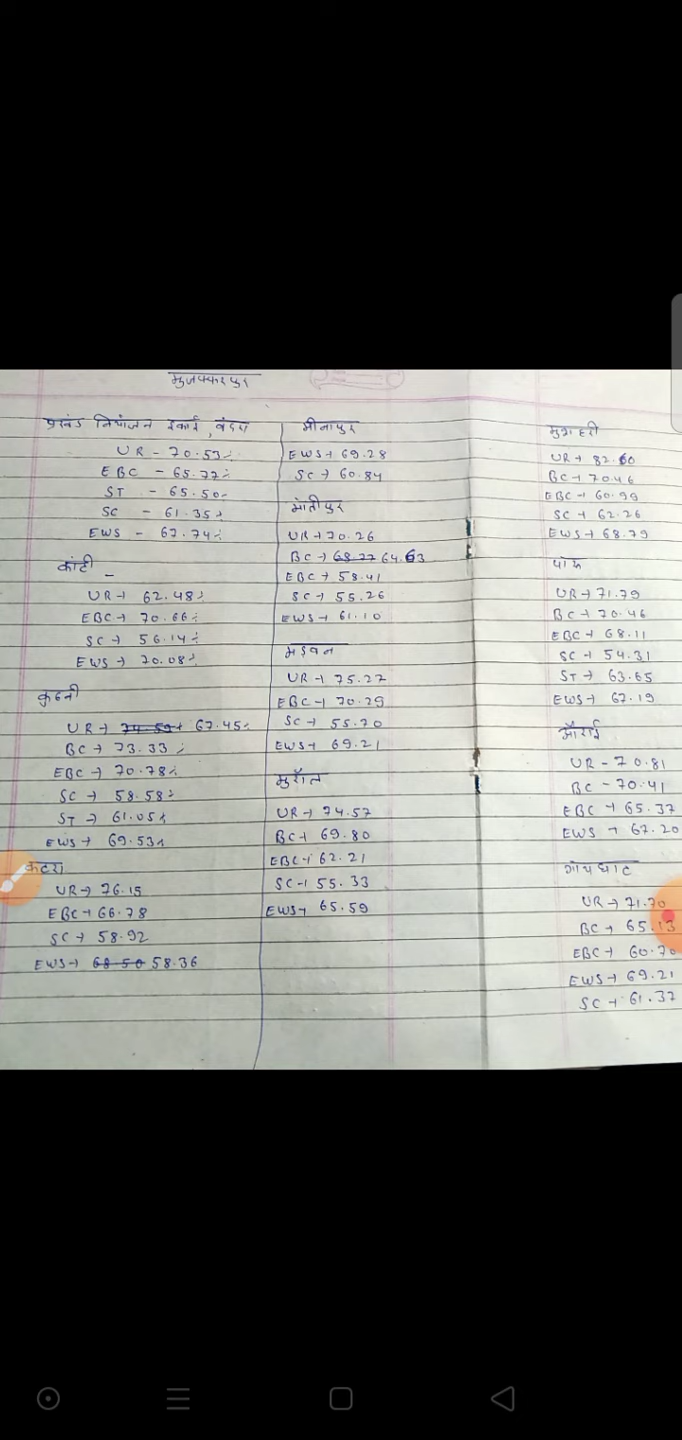 मुजफ्फरपुर
प्रखंड नियोजन इकाई, बंदरा
UR - 70.53%
EBC - 65.77%
ST - 65.50%
SC - 61.35%
EWS - 67.74%
कांटी
UR → 62.48%
EBC → 70.66%
SC → 56.14%
EWS → 70.08%
कुढनी
UR → 74.59% 67.45%
BC → 73.33%
EBC → 70.78%
SC → 58.58%
ST → 61.05%
EWS → 69.53%
कटरा
UR → 76.15
EBC → 66.78
SC → 58.92
EWS → 68.50 58.36
मीनापुर
EWS → 69.28
SC → 60.84
मोतीपुर
UR → 70.26
BC → 68.77 64.63
EBC → 58.41
SC → 55.26
EWS → 61.10
मड़वन
UR → 75.27
EBC → 70.29
SC → 55.70
EWS → 69.21
मुरौल
UR → 74.57
BC → 69.80
EBC → 62.21
SC → 55.33
EWS → 65.59
मुशहरी
UR → 82.60
BC → 70.46
EBC → 60.99
SC → 62.26
EWS → 68.79
पारू
UR → 71.79
BC → 70.46
EBC → 68.11
SC → 54.31
ST → 63.65
EWS → 67.19
औराई
UR - 70.81
BC - 70.41
EBC → 65.37
EWS → 67.20
गायघाट
UR → 71.70
BC → 65.13
EBC → 60.70
EWS → 69.21
SC → 61.37